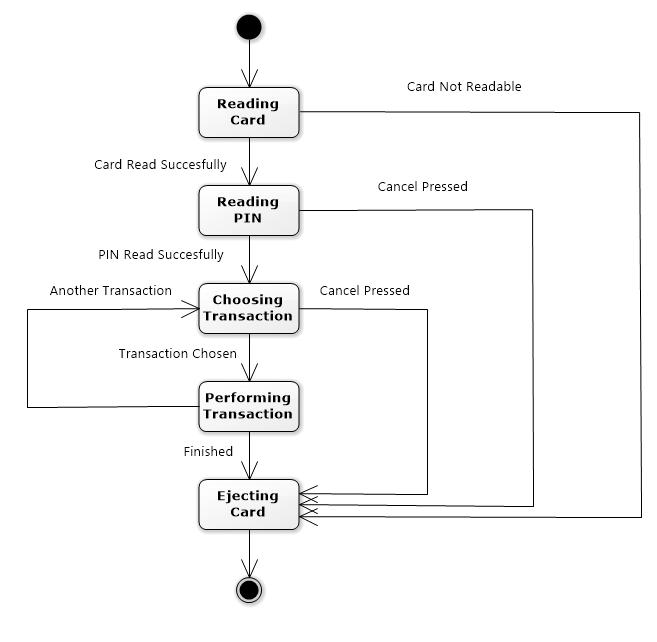 Card Not Readable
Reading
Card
Card Read Succesfully
Cancel Pressed
Reading
PIN
PIN Read Succesfully
Another Transaction
Cancel Pressed
Choosing
Transaction
Transaction Chosen
Performing
Transaction
Finished
Ejecting
Card